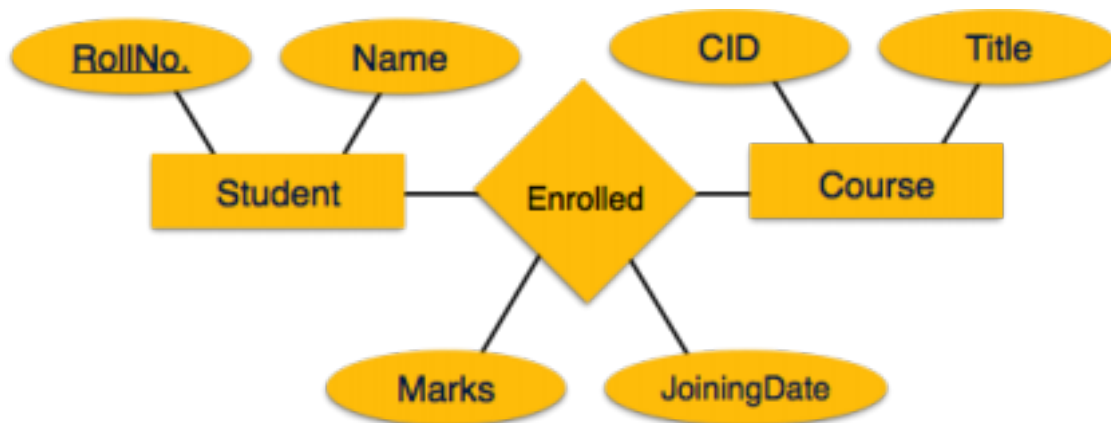 RollNo.
Name
CID
Title
Student
Enrolled
Course
Marks
JoiningDate